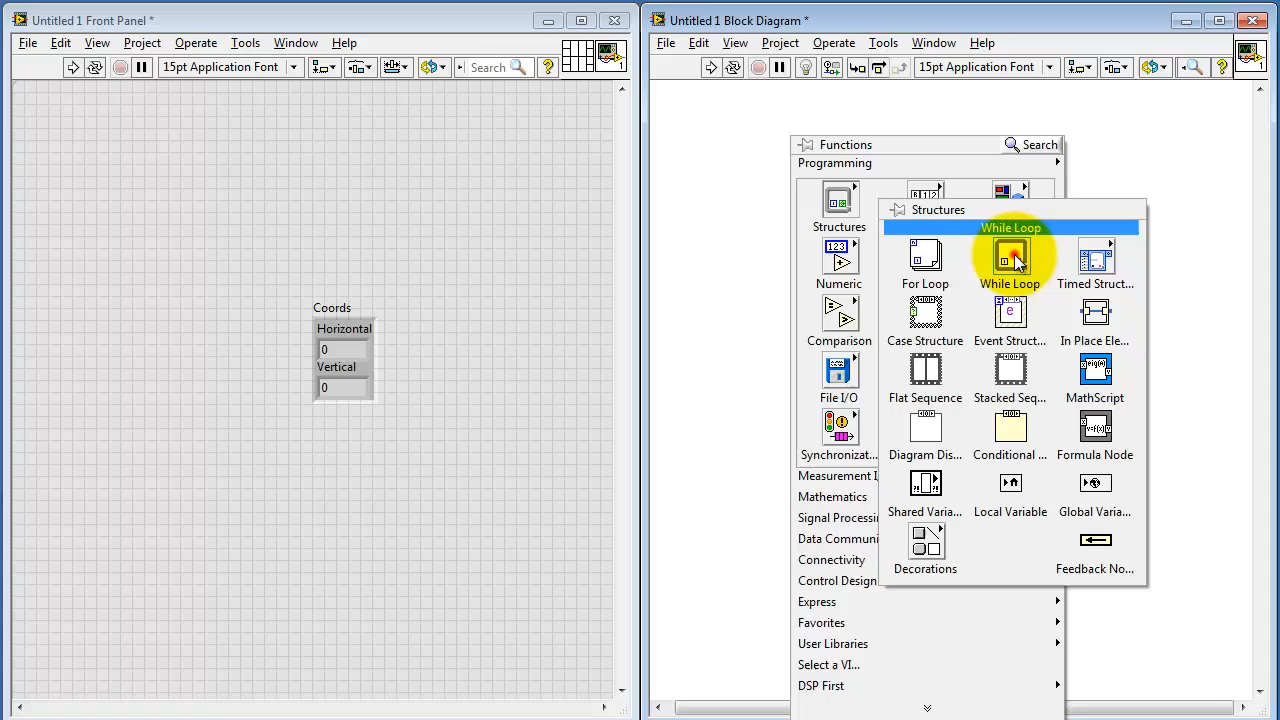 Untitled 1 Front Panel *
File Edit View Project Operate Tools Window Help
15pt Application Font
Search
?
1
Coords
Horizontal
0
Vertical
0
Untitled 1 Block Diagram *
File Edit View Project Operate Tools Window Help
15pt Application Font
?
1
Functions
Search
Programming
Structures
Numeric
Comparison
File I/O
Synchronizat...
Measurement I
Mathematics
Signal Processi
Data Communi
Connectivity
Control Design
Express
Favorites
User Libraries
Select a VI...
DSP First
Structures
While Loop
For Loop While Loop Timed Struct...
Case Structure Event Struct... In Place Ele...
Flat Sequence Stacked Seq... MathScript
Diagram Dis... Conditional ... Formula Node
Shared Varia... Local Variable Global Varia...
Decorations Feedback No...